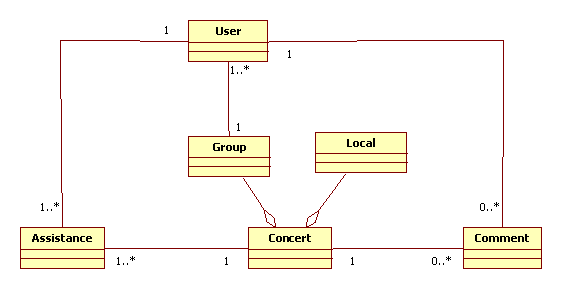 User
1
1
1..*
1
Group
Local
1..*
0..*
Assistance
Concert
Comment
1..*
1
1
0..*